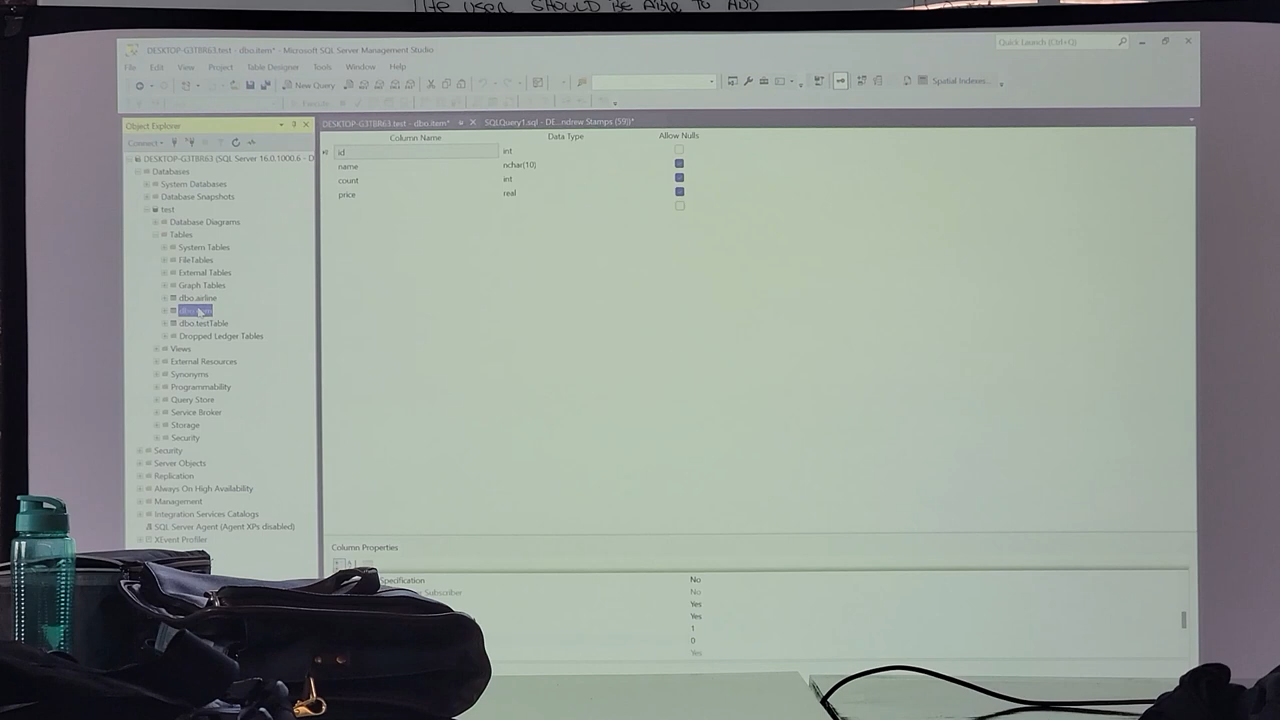 THE USER SHOULD BE ABLE TO ADD
DESKTOP-G3TBR63.test - dbo.item* - Microsoft SQL Server Management Studio
Quick Launch (Ctrl+Q)
File Edit View Project Table Designer Tools Window Help
New Query
Spatial Indexes...
Execute
Object Explorer
DESKTOP-G3TBR63.test - dbo.item*
SQLQuery1.sql - DE...ndrew Stamps (59))*
Connect
DESKTOP-G3TBR63 (SQL Server 16.0.1000.6 - D
Databases
System Databases
Database Snapshots
test
Database Diagrams
Tables
System Tables
FileTables
External Tables
Graph Tables
dbo.airline
dbo.item
dbo.testTable
Dropped Ledger Tables
Views
External Resources
Synonyms
Programmability
Query Store
Service Broker
Storage
Security
Security
Server Objects
Replication
Always On High Availability
Management
Integration Services Catalogs
SQL Server Agent (Agent XPs disabled)
XEvent Profiler
Column Name Data Type Allow Nulls
id int
name nchar(10)
count int
price real
Column Properties
Specification No
Subscriber No
Yes
Yes
1
0
Yes